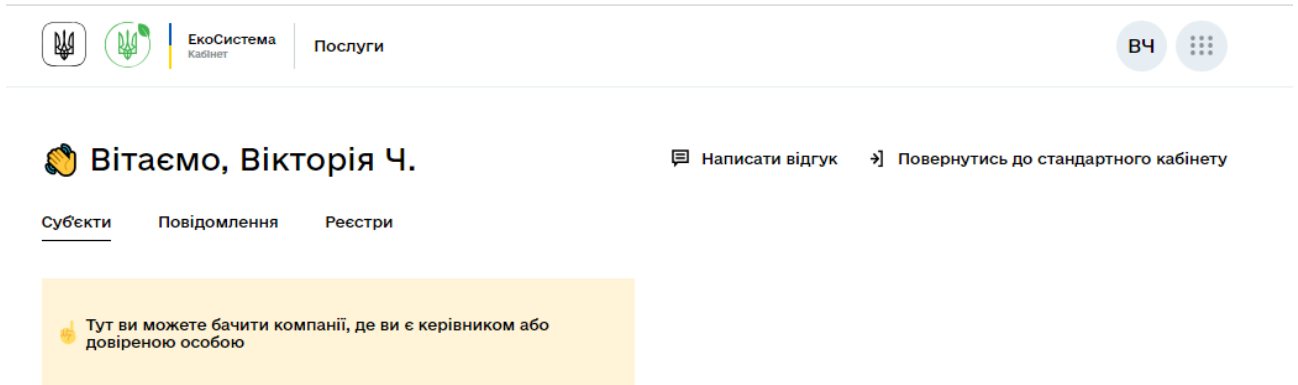 ЕкоСистема
Кабінет
Послуги
ВЧ
Вітаємо, Вікторія Ч.
Написати відгук
Повернутись до стандартного кабінету
Суб'єкти
Повідомлення
Реєстри
Тут ви можете бачити компанії, де ви є керівником або
довіреною особою